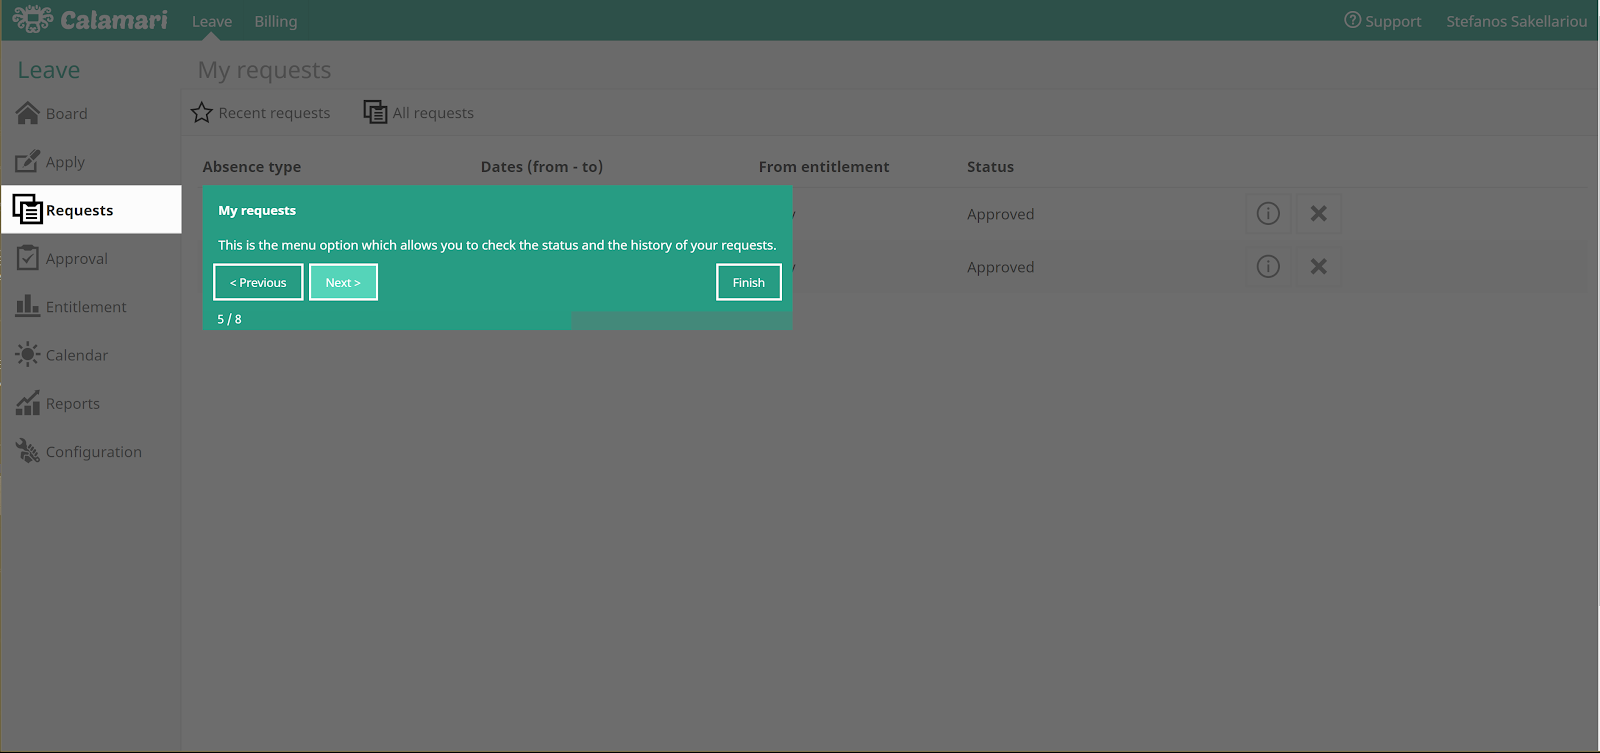 Calamari Leave Billing Support Stefanos Sakellariou
Leave
Board
Apply
Requests
Approval
Entitlement
Calendar
Reports
Configuration
My requests
Recent requests All requests
Absence type Dates (from - to) From entitlement Status
Approved
Approved
My requests
This is the menu option which allows you to check the status and the history of your requests.
< Previous Next > Finish
5 / 8